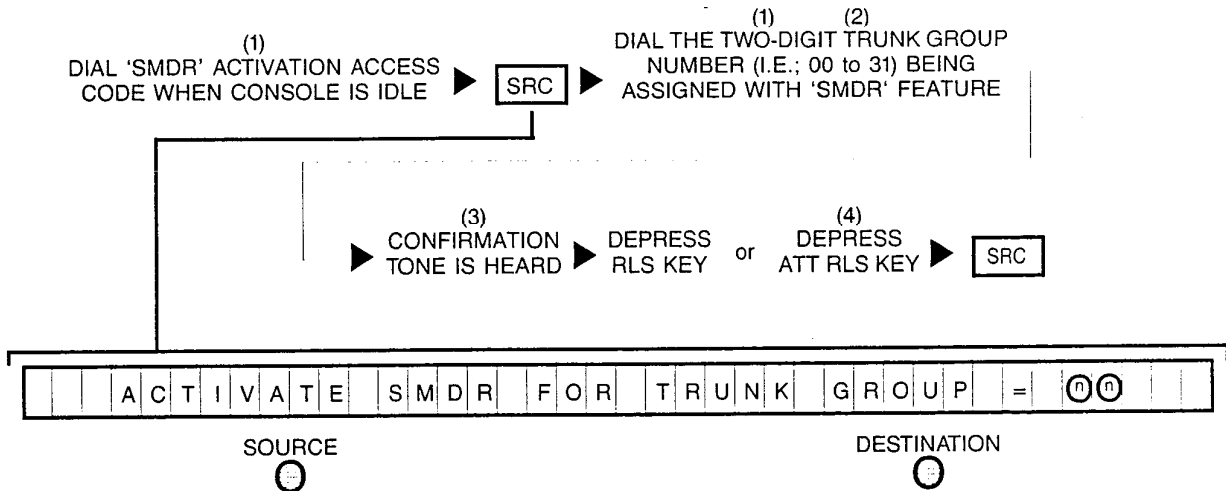 (1)
DIAL 'SMDR' ACTIVATION ACCESS
CODE WHEN CONSOLE IS IDLE
SRC
(1) (2)
DIAL THE TWO-DIGIT TRUNK GROUP
NUMBER (I.E.; 00 to 31) BEING
ASSIGNED WITH 'SMDR' FEATURE
(3)
CONFIRMATION
TONE IS HEARD
DEPRESS
RLS KEY
or
(4)
DEPRESS
ATT RLS KEY
SRC
ACTIVATE SMDR FOR TRUNK GROUP = n n
SOURCE
DESTINATION